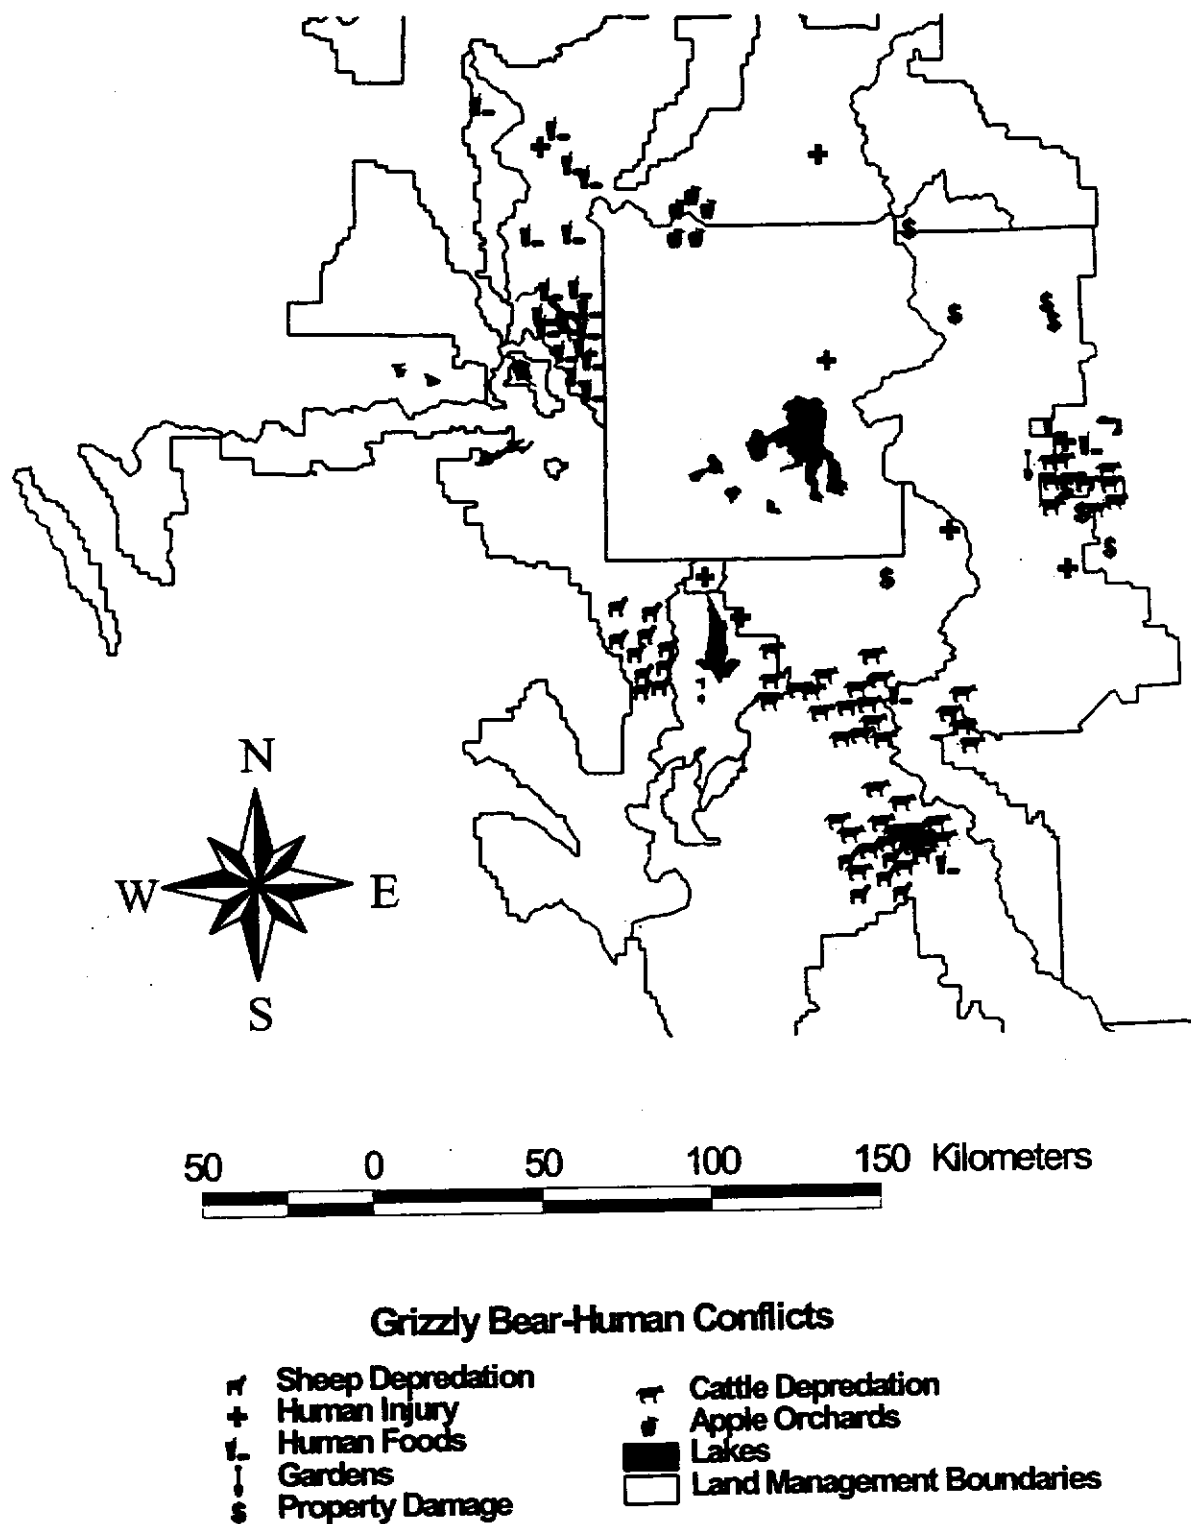 N
W E
S
50 0 50 100 150 Kilometers
Grizzly Bear-Human Conflicts
Sheep Depredation
Human Injury
Human Foods
Gardens
$ Property Damage
Cattle Depredation
Apple Orchards
Lakes
Land Management Boundaries